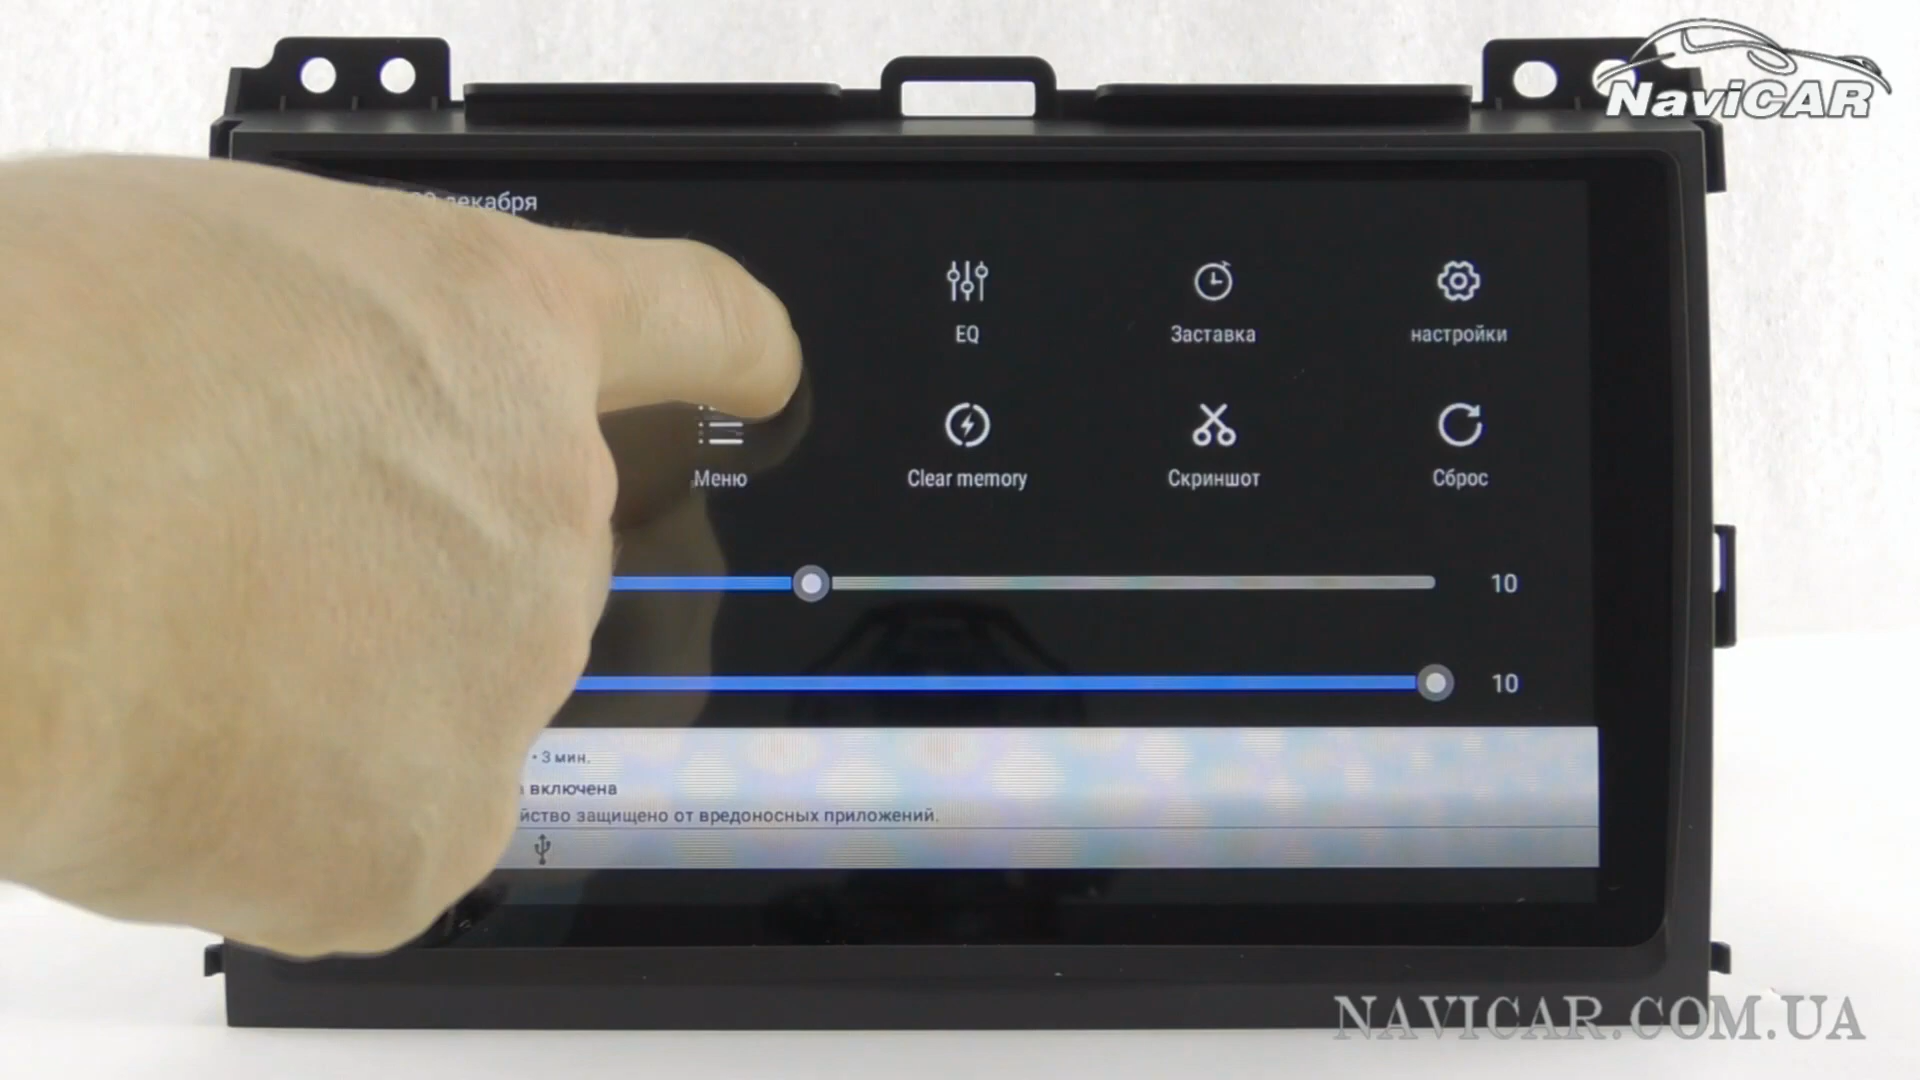 NaviCAR
декабря
EQ
Заставка
настройки
Меню
Clear memory
Скриншот
Сброс
10
10
• 3 мин.
включена
защищено от вредоносных приложений.
NAVICAR.COM.UA